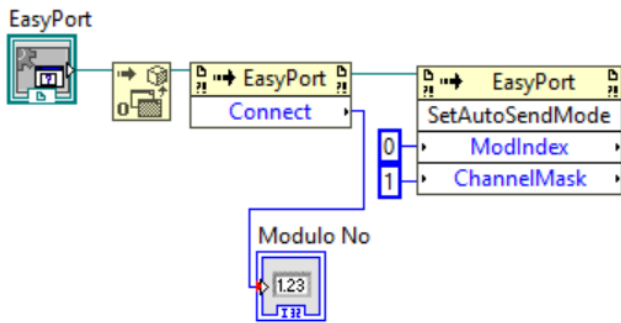 EasyPort
EasyPort
Connect
EasyPort
SetAutoSendMode
0
ModIndex
1
ChannelMask
Modulo No
1.23
I32